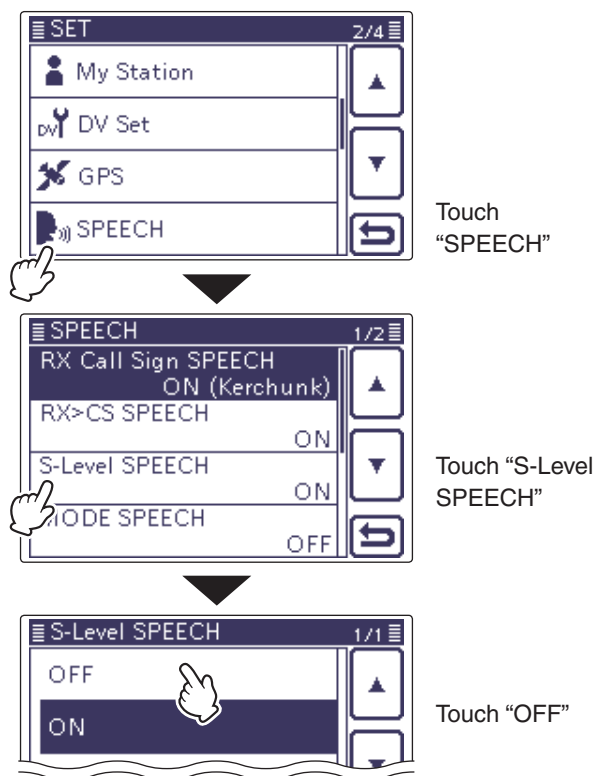 SET 2/4
My Station
DV DV Set
GPS
SPEECH
Touch
“SPEECH”
SPEECH 1/2
RX Call Sign SPEECH
ON (Kerchunk)
RX>CS SPEECH
ON
S-Level SPEECH
ON
MODE SPEECH
OFF
Touch “S-Level
SPEECH”
S-Level SPEECH 1/1
OFF
ON
Touch “OFF”